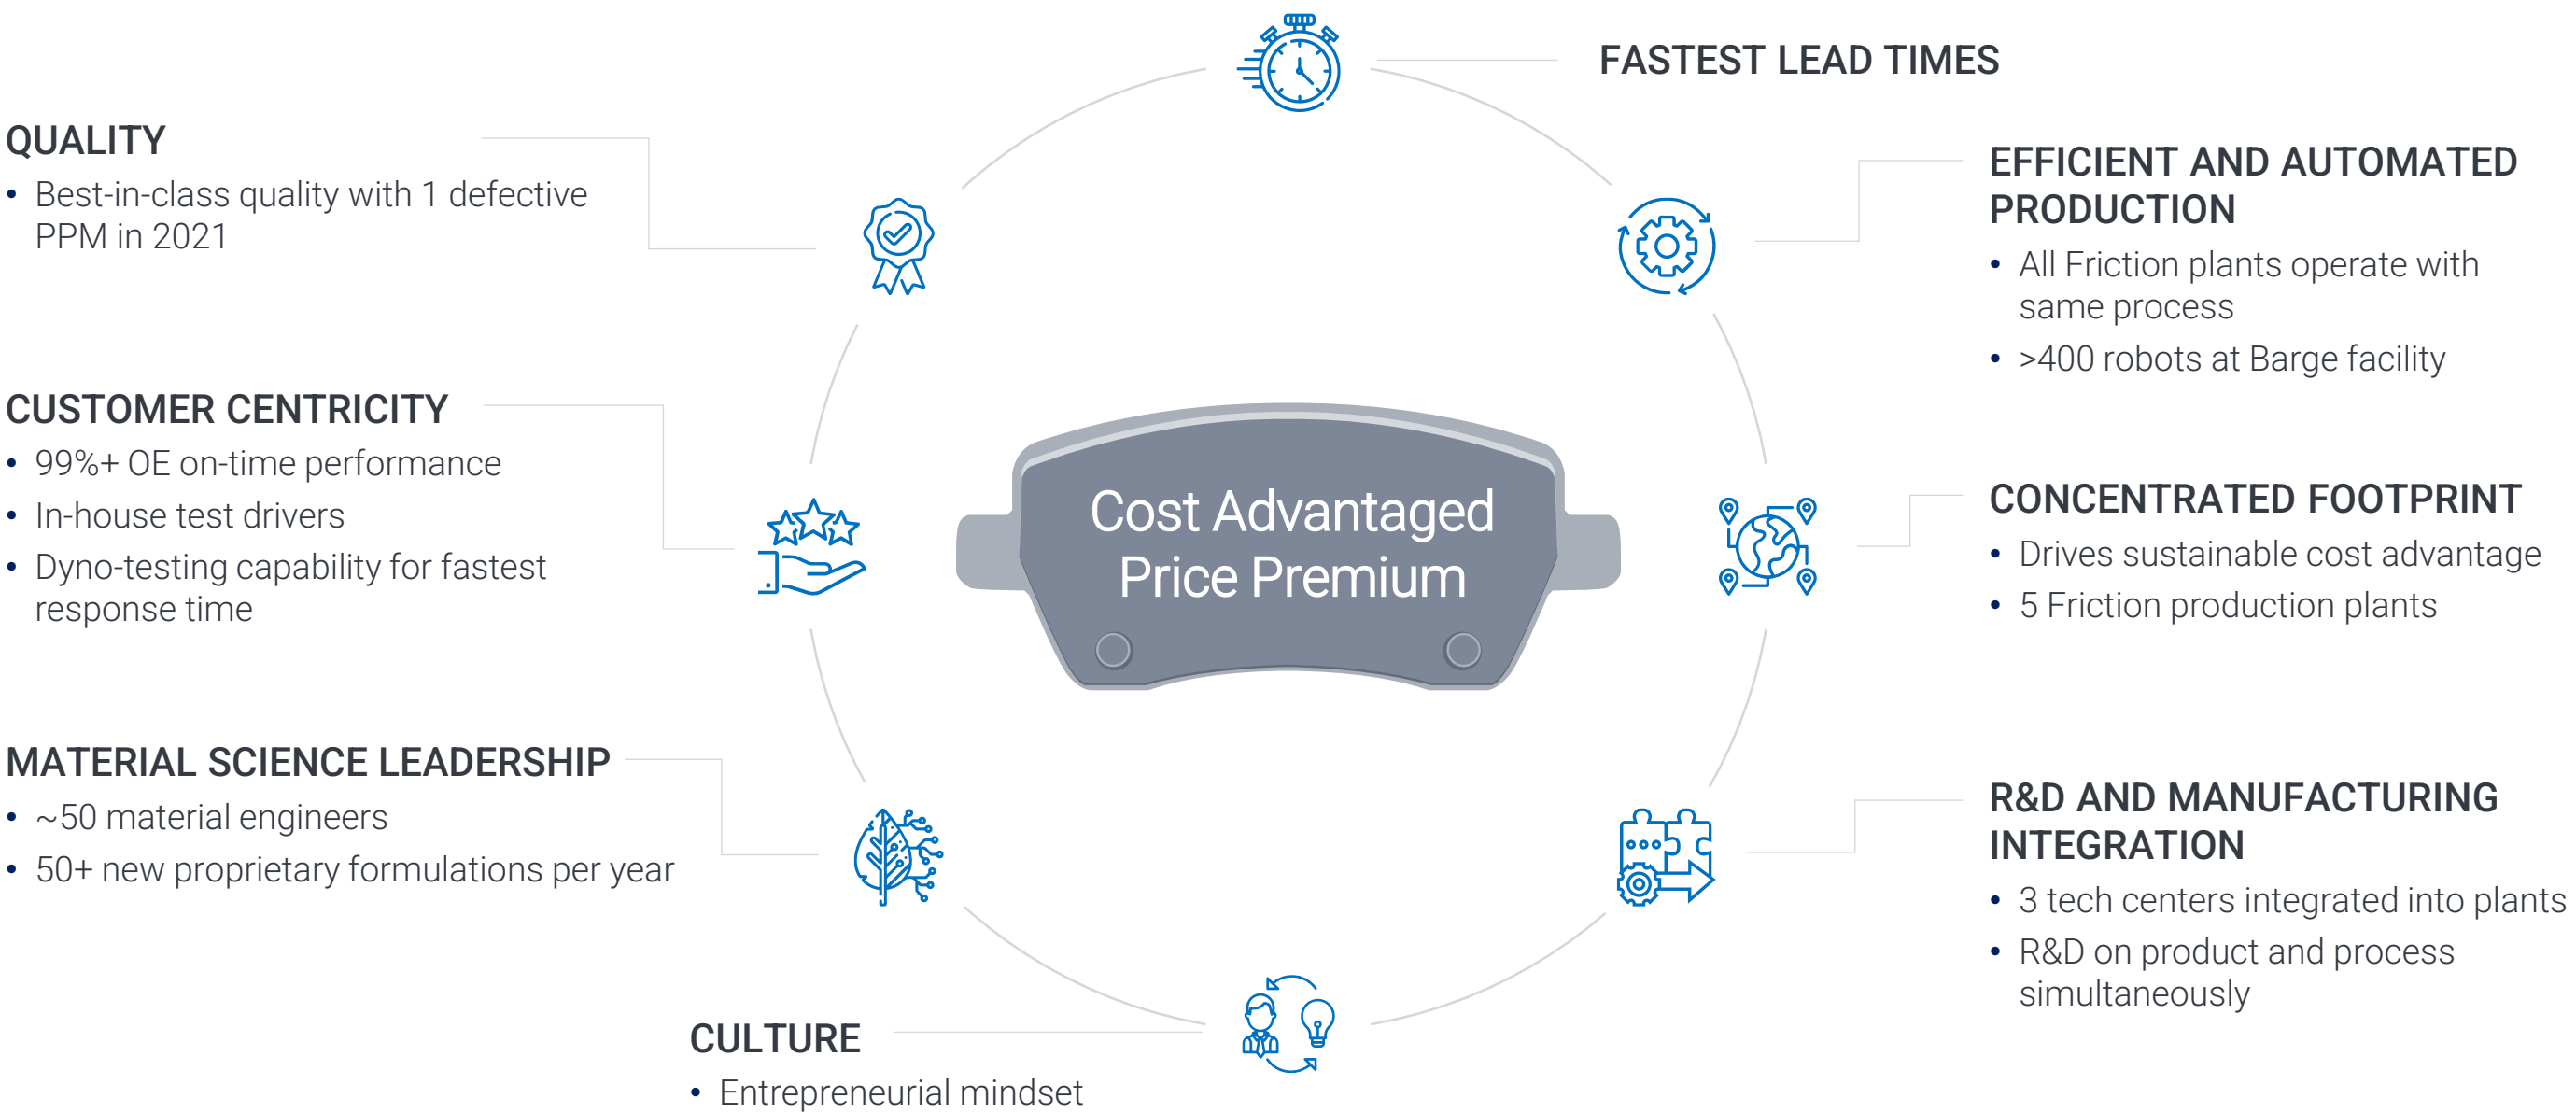 FASTEST LEAD TIMES
QUALITY
• Best-in-class quality with 1 defective
PPM in 2021
EFFICIENT AND AUTOMATED
PRODUCTION
• All Friction plants operate with
same process
• >400 robots at Barge facility
CUSTOMER CENTRICITY
• 99%+ OE on-time performance
• In-house test drivers
• Dyno-testing capability for fastest
response time
Cost Advantaged
Price Premium
CONCENTRATED FOOTPRINT
• Drives sustainable cost advantage
• 5 Friction production plants
MATERIAL SCIENCE LEADERSHIP
• ~50 material engineers
• 50+ new proprietary formulations per year
R&D AND MANUFACTURING
INTEGRATION
• 3 tech centers integrated into plants
• R&D on product and process
simultaneously
CULTURE
• Entrepreneurial mindset